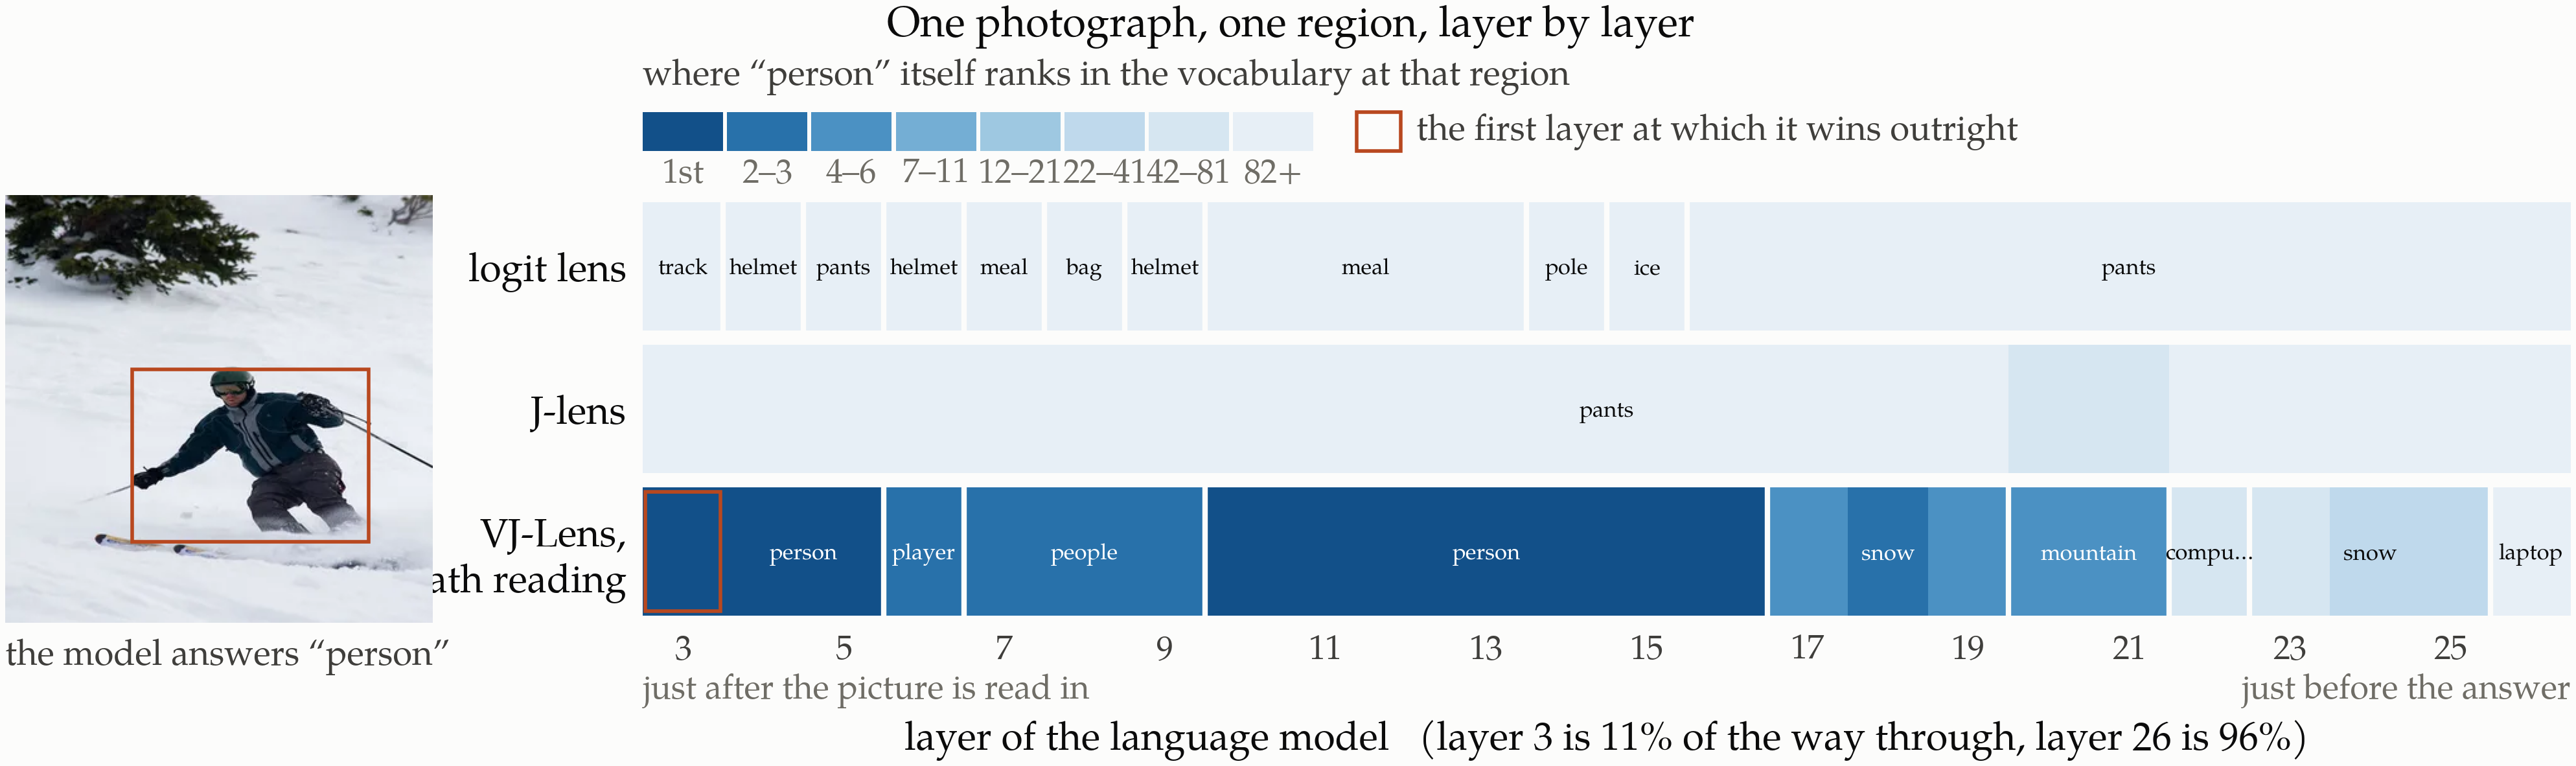 One photograph, one region, layer by layer
where “person” itself ranks in the vocabulary at that region
the first layer at which it wins outright
1st 2–3 4–6 7–11 12–21 22–41 42–81 82+
logit lens
track helmet pants helmet meal bag helmet meal pole ice pants
J-lens
pants
VJ-Lens,
ath reading
person player people person snow mountain compu... snow laptop
the model answers “person”
3 5 7 9 11 13 15 17 19 21 23 25
just after the picture is read in
just before the answer
layer of the language model (layer 3 is 11% of the way through, layer 26 is 96%)